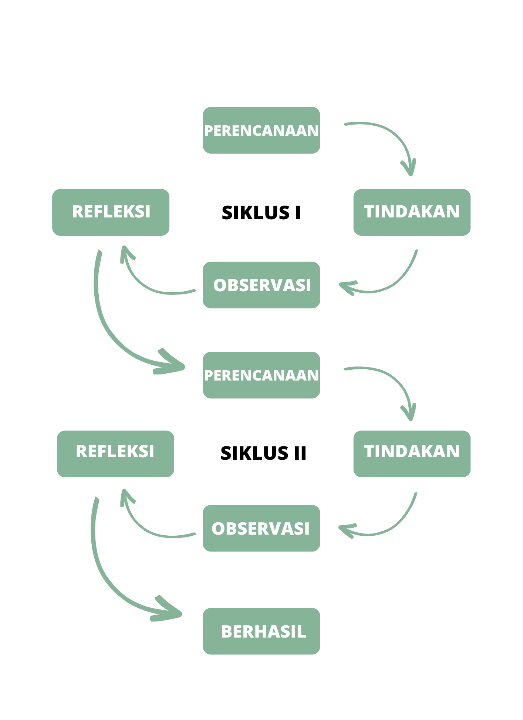 PERENCANAAN
REFLEKSI
SIKLUS I
TINDAKAN
OBSERVASI
PERENCANAAN
REFLEKSI
SIKLUS II
TINDAKAN
OBSERVASI
BERHASIL